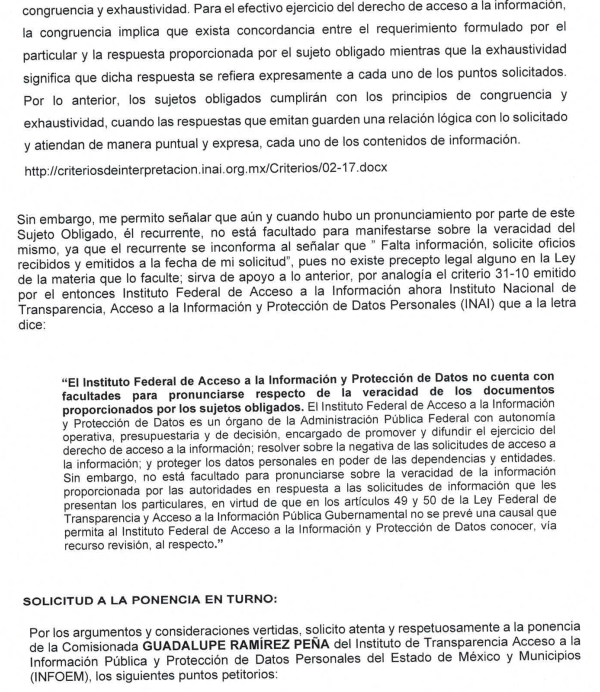 congruencia y exhaustividad. Para el efectivo ejercicio del derecho de acceso a la información,
la congruencia implica que exista concordancia entre el requerimiento formulado por el
particular y la respuesta proporcionada por el sujeto obligado mientras que la exhaustividad
significa que dicha respuesta se refiera expresamente a cada uno de los puntos solicitados.
Por lo anterior, los sujetos obligados cumplirán con los principios de congruencia y
exhaustividad, cuando las respuestas que emitan guarden una relación lógica con lo solicitado
y atiendan de manera puntual y expresa, cada uno de los contenidos de información.
http://criteriosdeinterpretacion.inai.org.mx/Criterios/02-17.docx
Sin embargo, me permito señalar que aún y cuando hubo un pronunciamiento por parte de este
Sujeto Obligado, él recurrente, no está facultado para manifestarse sobre la veracidad del
mismo, ya que el recurrente se inconforma al señalar que " Falta información, solicite oficios
recibidos y emitidos a la fecha de mi solicitud", pues no existe precepto legal alguno en la Ley
de la materia que lo faculte; sirva de apoyo a lo anterior, por analogía el criterio 31-10 emitido
por el entonces Instituto Federal de Acceso a la Información ahora Instituto Nacional de
Transparencia, Acceso a la Información y Protección de Datos Personales (INAI) que a la letra
dice:
“El Instituto Federal de Acceso a la Información y Protección de Datos no cuenta con
facultades para pronunciarse respecto de la veracidad de los documentos
proporcionados por los sujetos obligados. El Instituto Federal de Acceso a la Información
y Protección de Datos es un órgano de la Administración Pública Federal con autonomía
operativa, presupuestaria y de decisión, encargado de promover y difundir el ejercicio del
derecho de acceso a la información; resolver sobre la negativa de las solicitudes de acceso a
la información; y proteger los datos personales en poder de las dependencias y entidades.
Sin embargo, no está facultado para pronunciarse sobre la veracidad de la información
proporcionada por las autoridades en respuesta a las solicitudes de información que les
presentan los particulares, en virtud de que en los artículos 49 y 50 de la Ley Federal de
Transparencia y Acceso a la Información Pública Gubernamental no se prevé una causal que
permita al Instituto Federal de Acceso a la Información y Protección de Datos conocer, vía
recurso revisión, al respecto.”
SOLICITUD A LA PONENCIA EN TURNO:
Por los argumentos y consideraciones vertidas, solicito atenta y respetuosamente a la ponencia
de la Comisionada GUADALUPE RAMÍREZ PEÑA del Instituto de Transparencia Acceso a la
Información Pública y Protección de Datos Personales del Estado de México y Municipios
(INFOEM), los siguientes puntos petitorios: